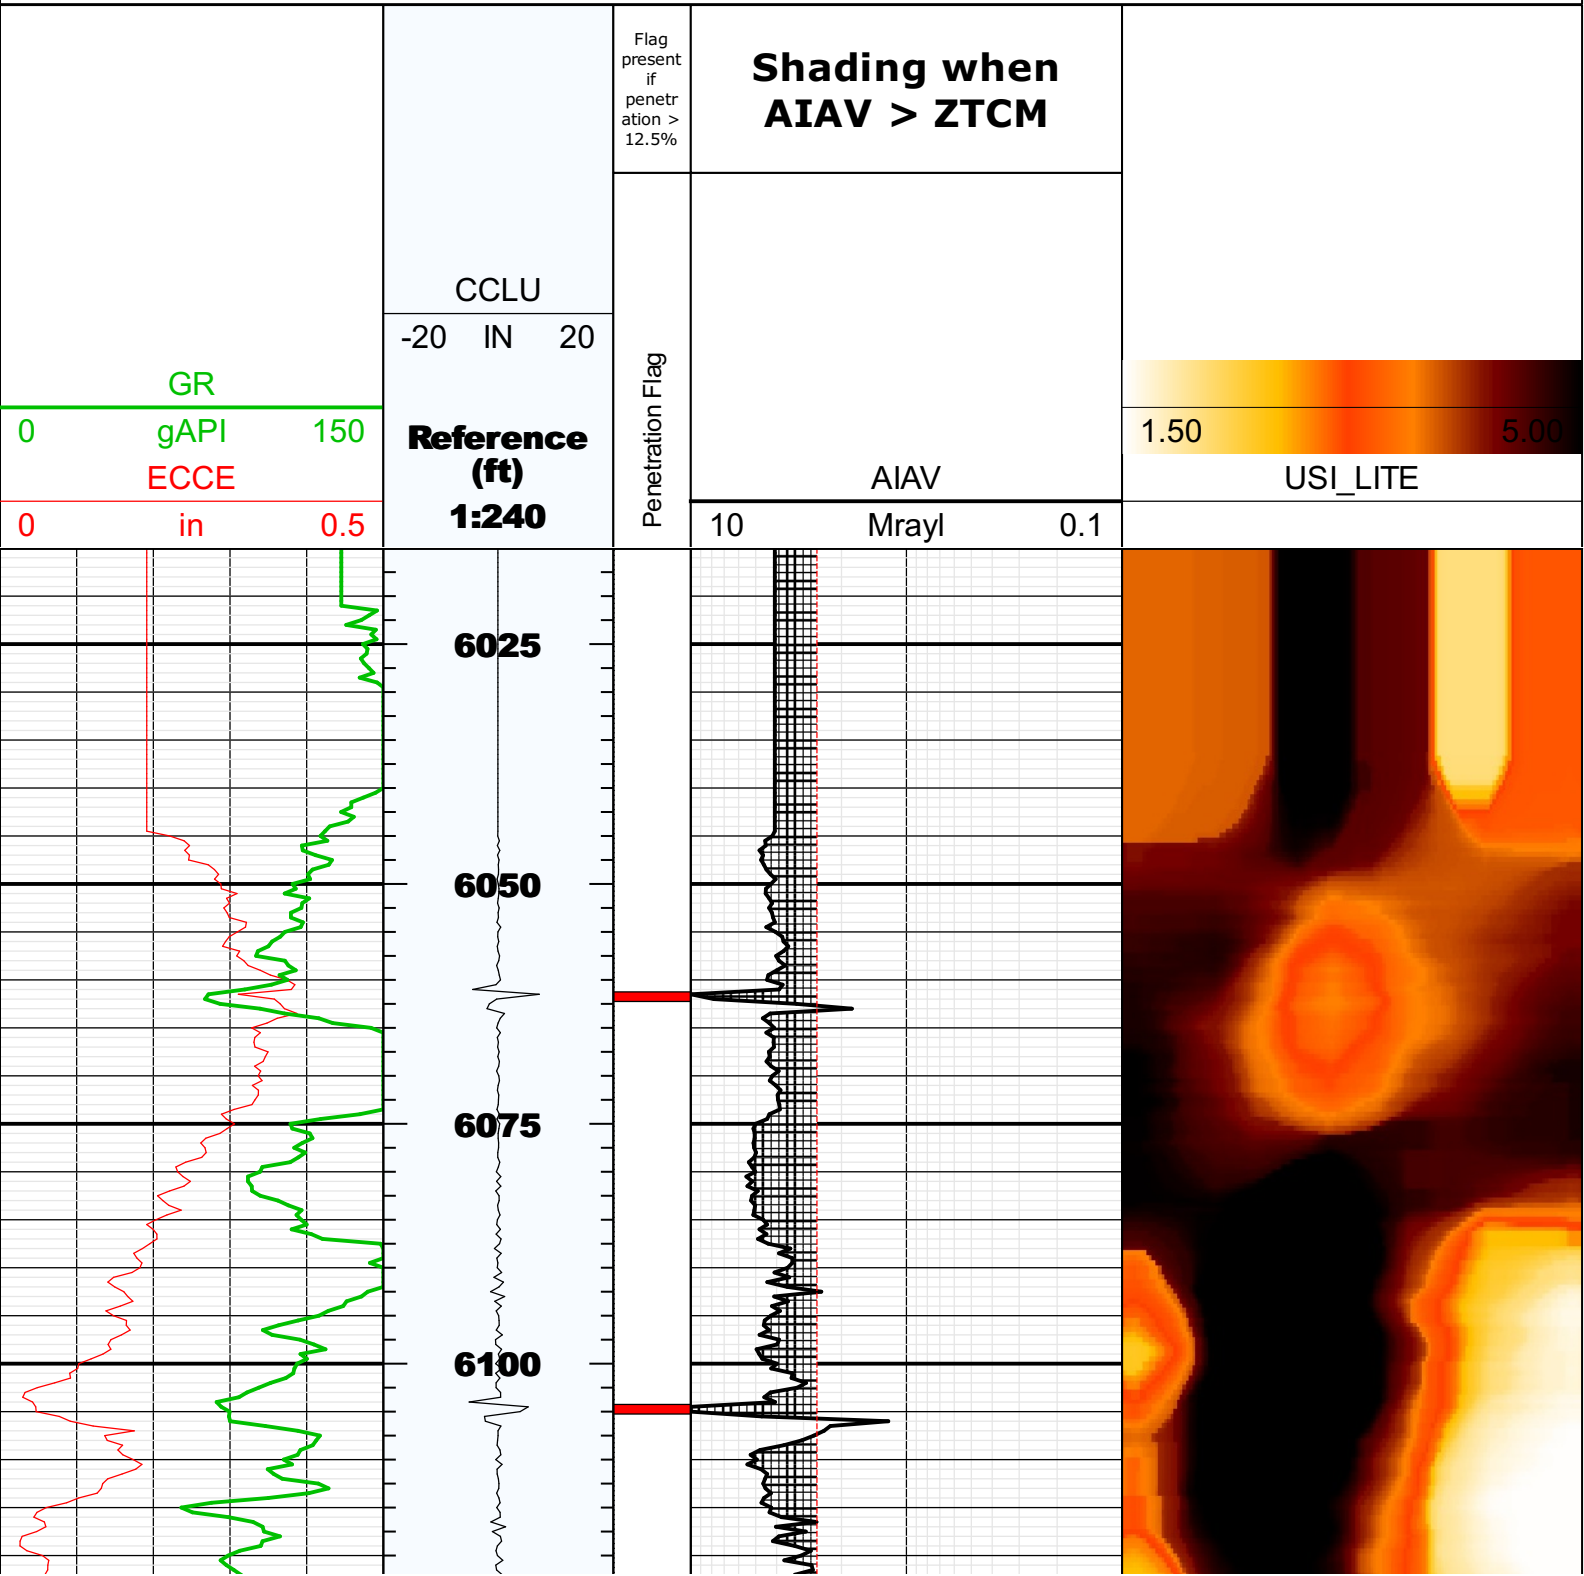 Flag
present
if
penetr
ation >
12.5%
Shading when
AIAV > ZTCM
CCLU
-20 IN 20
GR
0 gAPI 150
ECCE
0 in 0.5
Reference
(ft)
1:240
Penetration Flag
AIAV
10 Mrayl 0.1
1.50 5.00
USI_LITE
6025
6050
6075
6100